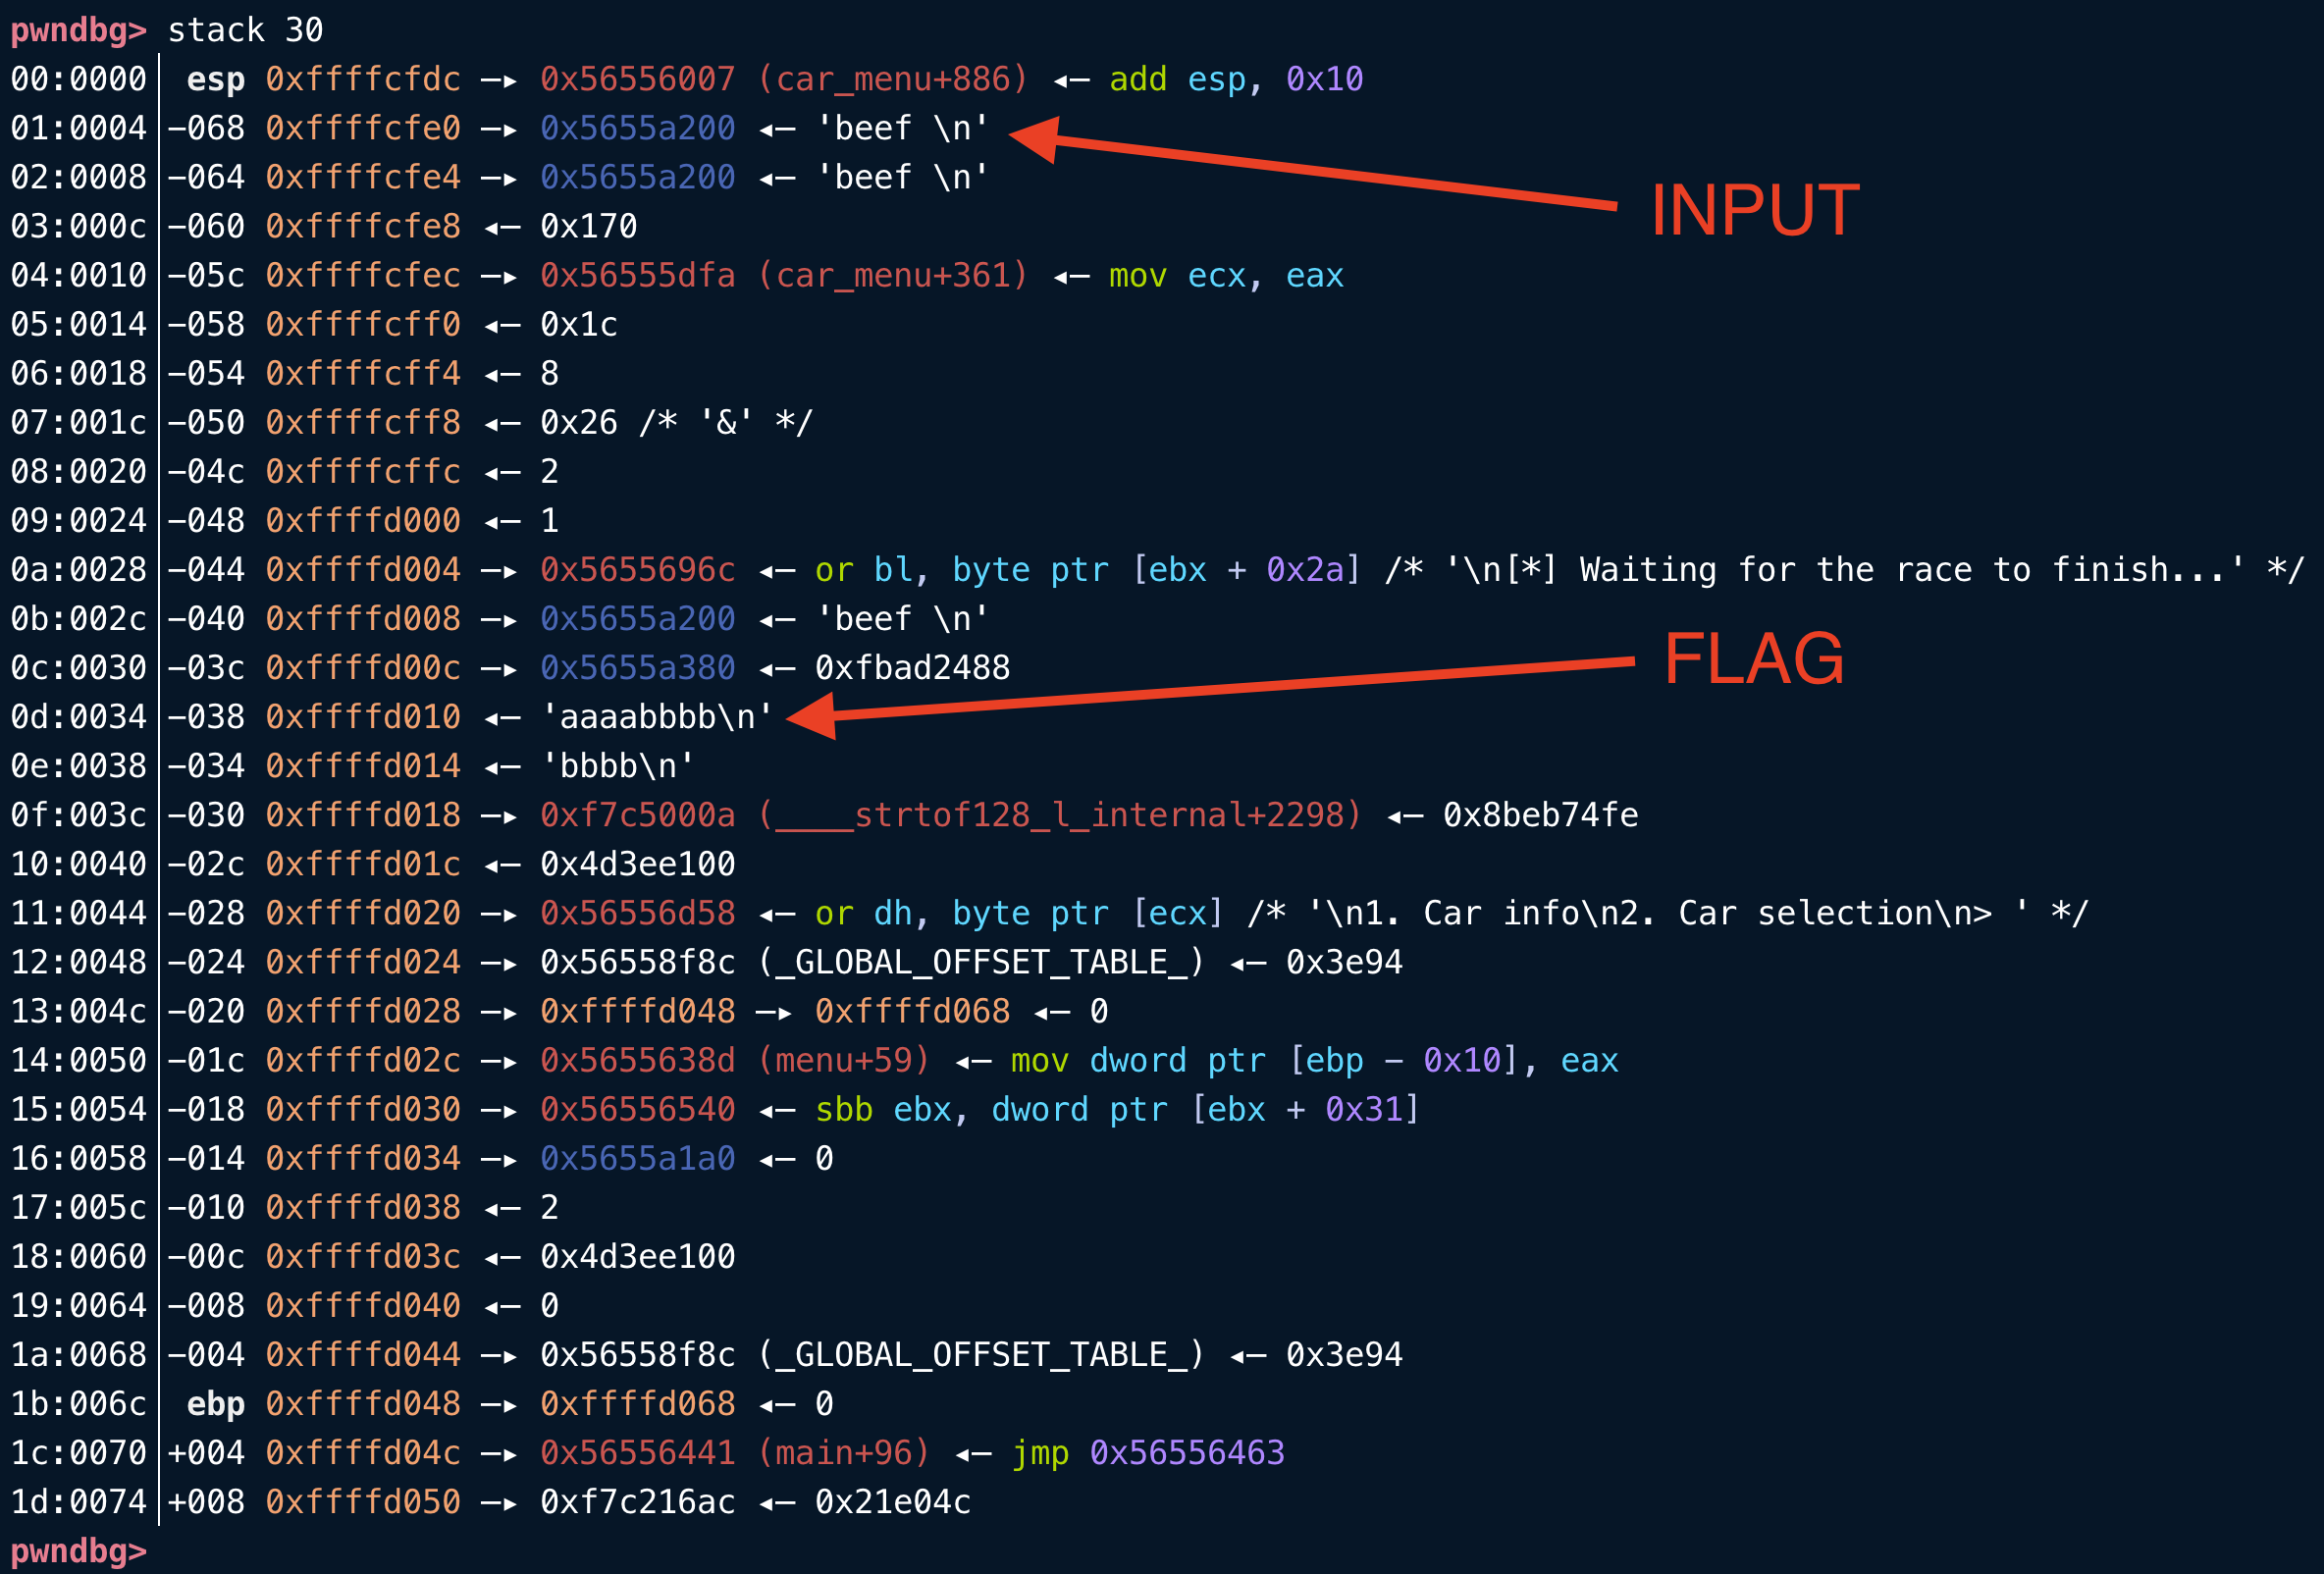 pwndbg> stack 30
00:0000│ esp 0xffffcfdc —▸ 0x56556007 (car_menu+886) ◂— add esp, 0x10
01:0004│-068 0xffffcfe0 —▸ 0x5655a200 ◂— 'beef \n'
INPUT
02:0008│-064 0xffffcfe4 —▸ 0x5655a200 ◂— 'beef \n'
03:000c│-060 0xffffcfe8 ◂— 0x170
04:0010│-05c 0xffffcfec —▸ 0x56555dfa (car_menu+361) ◂— mov ecx, eax
05:0014│-058 0xffffcff0 ◂— 0x1c
06:0018│-054 0xffffcff4 ◂— 8
07:001c│-050 0xffffcff8 ◂— 0x26 /* '&' */
08:0020│-04c 0xffffcffc ◂— 2
09:0024│-048 0xffffd000 ◂— 1
0a:0028│-044 0xffffd004 —▸ 0x5655696c ◂— or bl, byte ptr [ebx + 0x2a] /* '\n[*] Waiting for the race to finish...' */
0b:002c│-040 0xffffd008 —▸ 0x5655a200 ◂— 'beef \n'
0c:0030│-03c 0xffffd00c —▸ 0x5655a380 ◂— 0xfbad2488
FLAG
0d:0034│-038 0xffffd010 ◂— 'aaaabbbb\n'
0e:0038│-034 0xffffd014 ◂— 'bbbb\n'
0f:003c│-030 0xffffd018 —▸ 0xf7c5000a (____strtof128_l_internal+2298) ◂— 0x8beb74fe
10:0040│-02c 0xffffd01c ◂— 0x4d3ee100
11:0044│-028 0xffffd020 —▸ 0x56556d58 ◂— or dh, byte ptr [ecx] /* '\n1. Car info\n2. Car selection\n> ' */
12:0048│-024 0xffffd024 —▸ 0x56558f8c (_GLOBAL_OFFSET_TABLE_) ◂— 0x3e94
13:004c│-020 0xffffd028 —▸ 0xffffd048 —▸ 0xffffd068 ◂— 0
14:0050│-01c 0xffffd02c —▸ 0x5655638d (menu+59) ◂— mov dword ptr [ebp - 0x10], eax
15:0054│-018 0xffffd030 —▸ 0x56556540 ◂— sbb ebx, dword ptr [ebx + 0x31]
16:0058│-014 0xffffd034 —▸ 0x5655a1a0 ◂— 0
17:005c│-010 0xffffd038 ◂— 2
18:0060│-00c 0xffffd03c ◂— 0x4d3ee100
19:0064│-008 0xffffd040 ◂— 0
1a:0068│-004 0xffffd044 —▸ 0x56558f8c (_GLOBAL_OFFSET_TABLE_) ◂— 0x3e94
1b:006c│ ebp 0xffffd048 —▸ 0xffffd068 ◂— 0
1c:0070│+004 0xffffd04c —▸ 0x56556441 (main+96) ◂— jmp 0x56556463
1d:0074│+008 0xffffd050 —▸ 0xf7c216ac ◂— 0x21e04c
pwndbg>